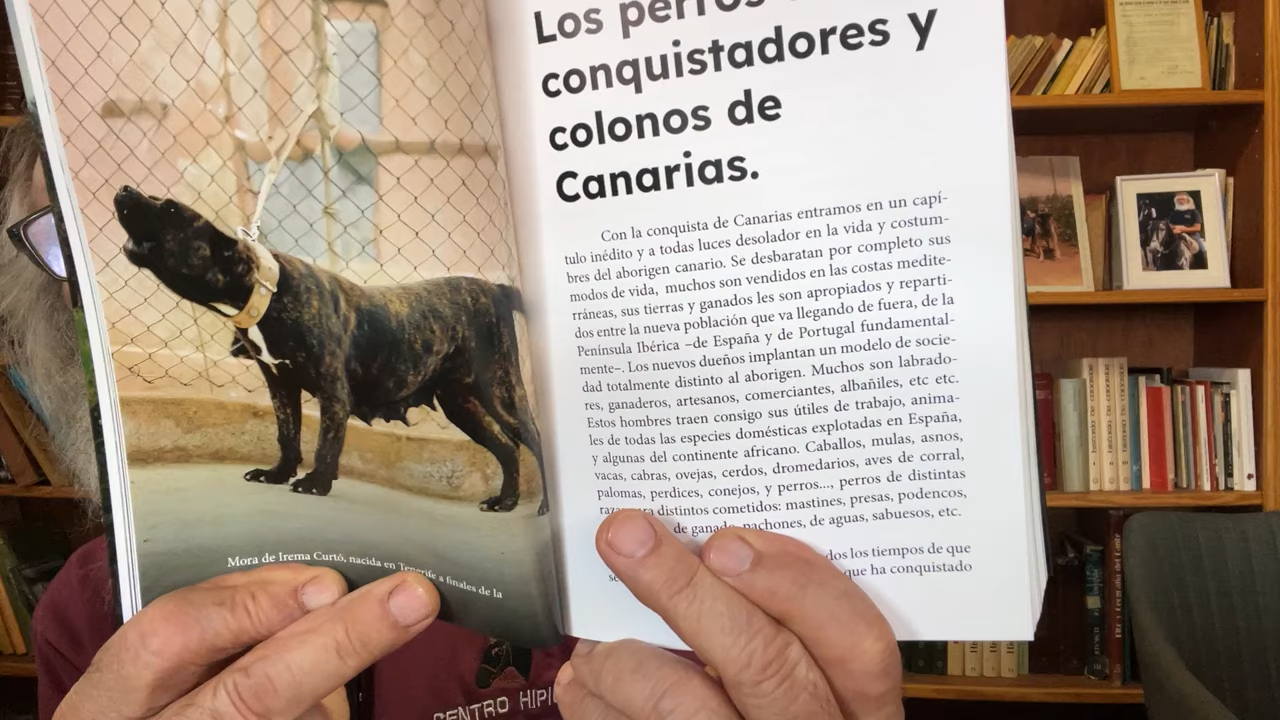 Los perros
conquistadores y
colonos de
Canarias.
Con la conquista de Canarias entramos en un capí-
tulo inédito y a todas luces desolador en la vida y costum-
bres del aborigen canario. Se desbaratan por completo sus
modos de vida, muchos son vendidos en las costas medite-
rráneas, sus tierras y ganados les son apropiados y reparti-
dos entre la nueva población que va llegando de fuera, de la
Península Ibérica –de España y de Portugal fundamental-
mente–. Los nuevos dueños implantan un modelo de socie-
dad totalmente distinto al aborigen. Muchos son labrado-
res, ganaderos, artesanos, comerciantes, albañiles, etc etc.
Estos hombres traen consigo sus útiles de trabajo, anima-
les de todas las especies domésticas explotadas en España,
y algunas del continente africano. Caballos, mulas, asnos,
vacas, cabras, ovejas, cerdos, dromedarios, aves de corral,
palomas, perdices, conejos, y perros..., perros de distintas
distintos cometidos: mastines, presas, podencos,
de ganado, pachones, de aguas, sabuesos, etc.
los tiempos de que
que ha conquistado
Mora de Irema Curtó, nacida en Tenerife a finales de la
CENTRO HIPI